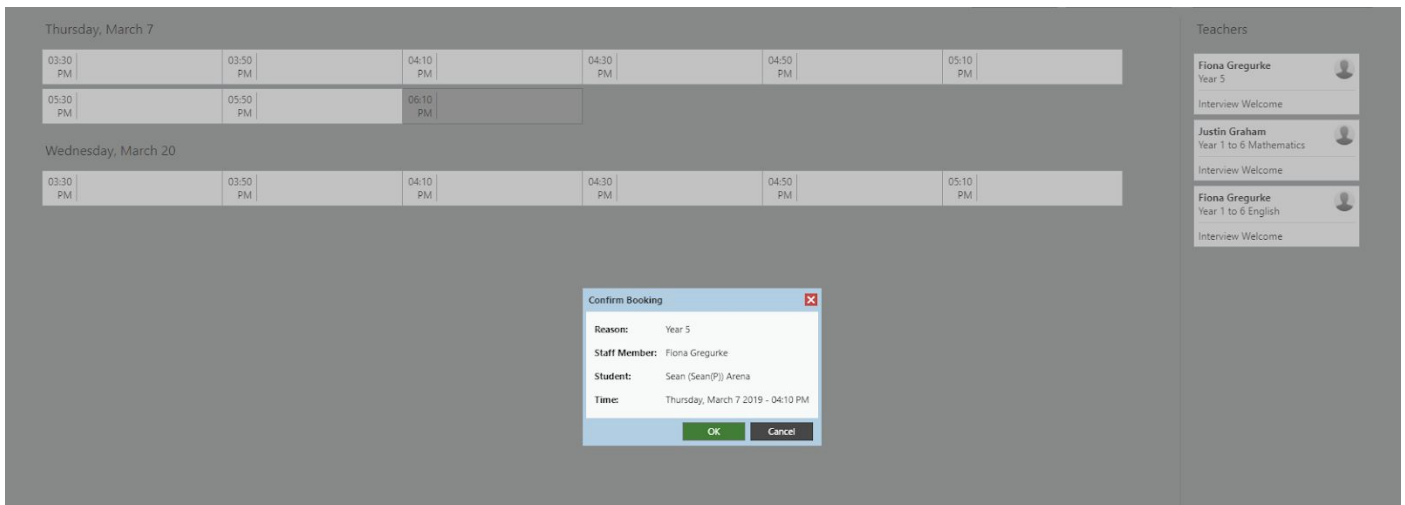 Thursday, March 7
Teachers
03:30 PM
03:50 PM
04:10 PM
04:30 PM
04:50 PM
05:10 PM
05:30 PM
05:50 PM
06:10 PM
Wednesday, March 20
03:30 PM
03:50 PM
04:10 PM
04:30 PM
04:50 PM
05:10 PM
Fiona Gregurke
Year 5
Interview Welcome
Justin Graham
Year 1 to 6 Mathematics
Interview Welcome
Fiona Gregurke
Year 1 to 6 English
Interview Welcome
Confirm Booking
Reason: Year 5
Staff Member: Fiona Gregurke
Student: Sean (Sean(P)) Arena
Time: Thursday, March 7 2019 - 04:10 PM
OK Cancel